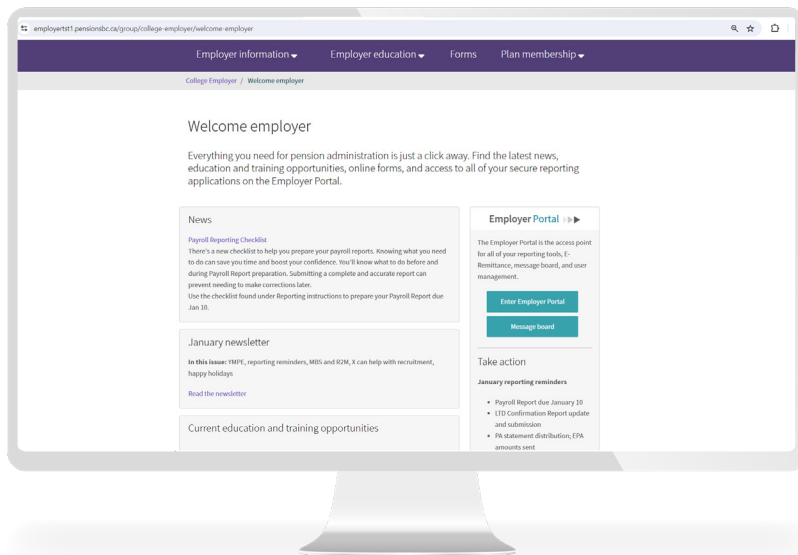 employertst1.pensionsbc.ca/group/college-employer/welcome-employer
Employer information
Employer education
Forms
Plan membership
College Employer / Welcome employer
Welcome employer
Everything you need for pension administration is just a click away. Find the latest news,
education and training opportunities, online forms, and access to all of your secure reporting
applications on the Employer Portal.
News
Payroll Reporting Checklist
There's a new checklist to help you prepare your payroll reports. Knowing what you need
to do can save you time and boost your confidence. You'll know what to do before and
during Payroll Report preparation. Submitting a complete and accurate report can
prevent needing to make corrections later.
Use the checklist found under Reporting instructions to prepare your Payroll Report due
Jan 10.
January newsletter
In this issue: YMPE, reporting reminders, MBS and R2M, X can help with recruitment,
happy holidays
Read the newsletter
Current education and training opportunities
Employer Portal
The Employer Portal is the access point
for all of your reporting tools, E-
Remittance, message board, and user
management.
Enter Employer Portal
Message board
Take action
January reporting reminders
• Payroll Report due January 10
• LTD Confirmation Report update
and submission
• PA statement distribution; EPA
amounts sent